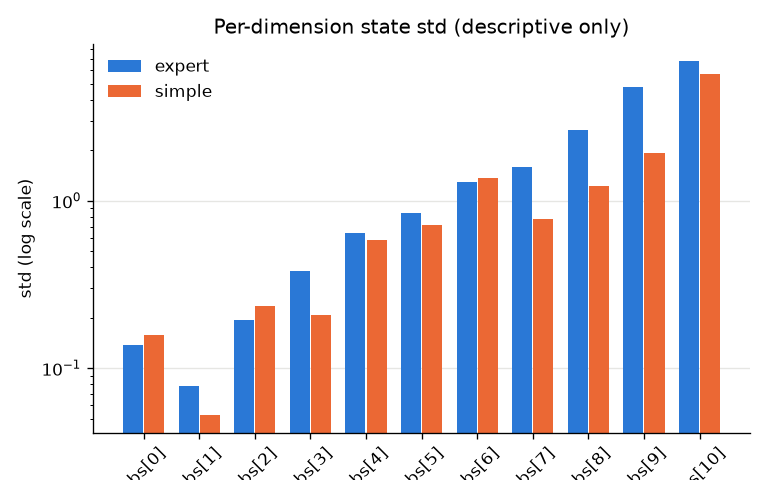 Per-dimension state std (descriptive only)
expert
simple
std (log scale)
10⁰
10⁻¹
bs[0]
bs[1]
bs[2]
bs[3]
bs[4]
bs[5]
bs[6]
bs[7]
bs[8]
bs[9]
s[10]